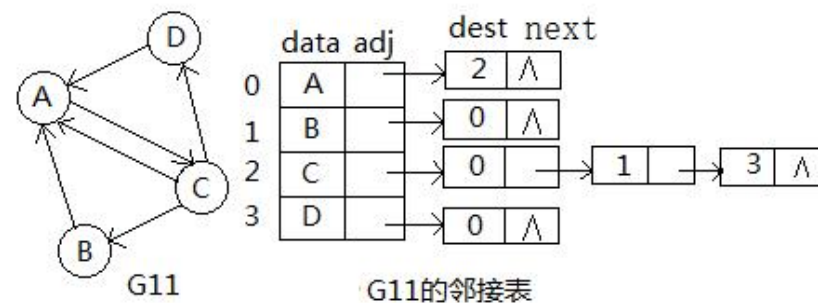 D
A
C
B
G11
data adj
dest next
0 A 2 ∧
1 B 0 ∧
2 C 0 1 3 ∧
3 D 0 ∧
G11的邻接表